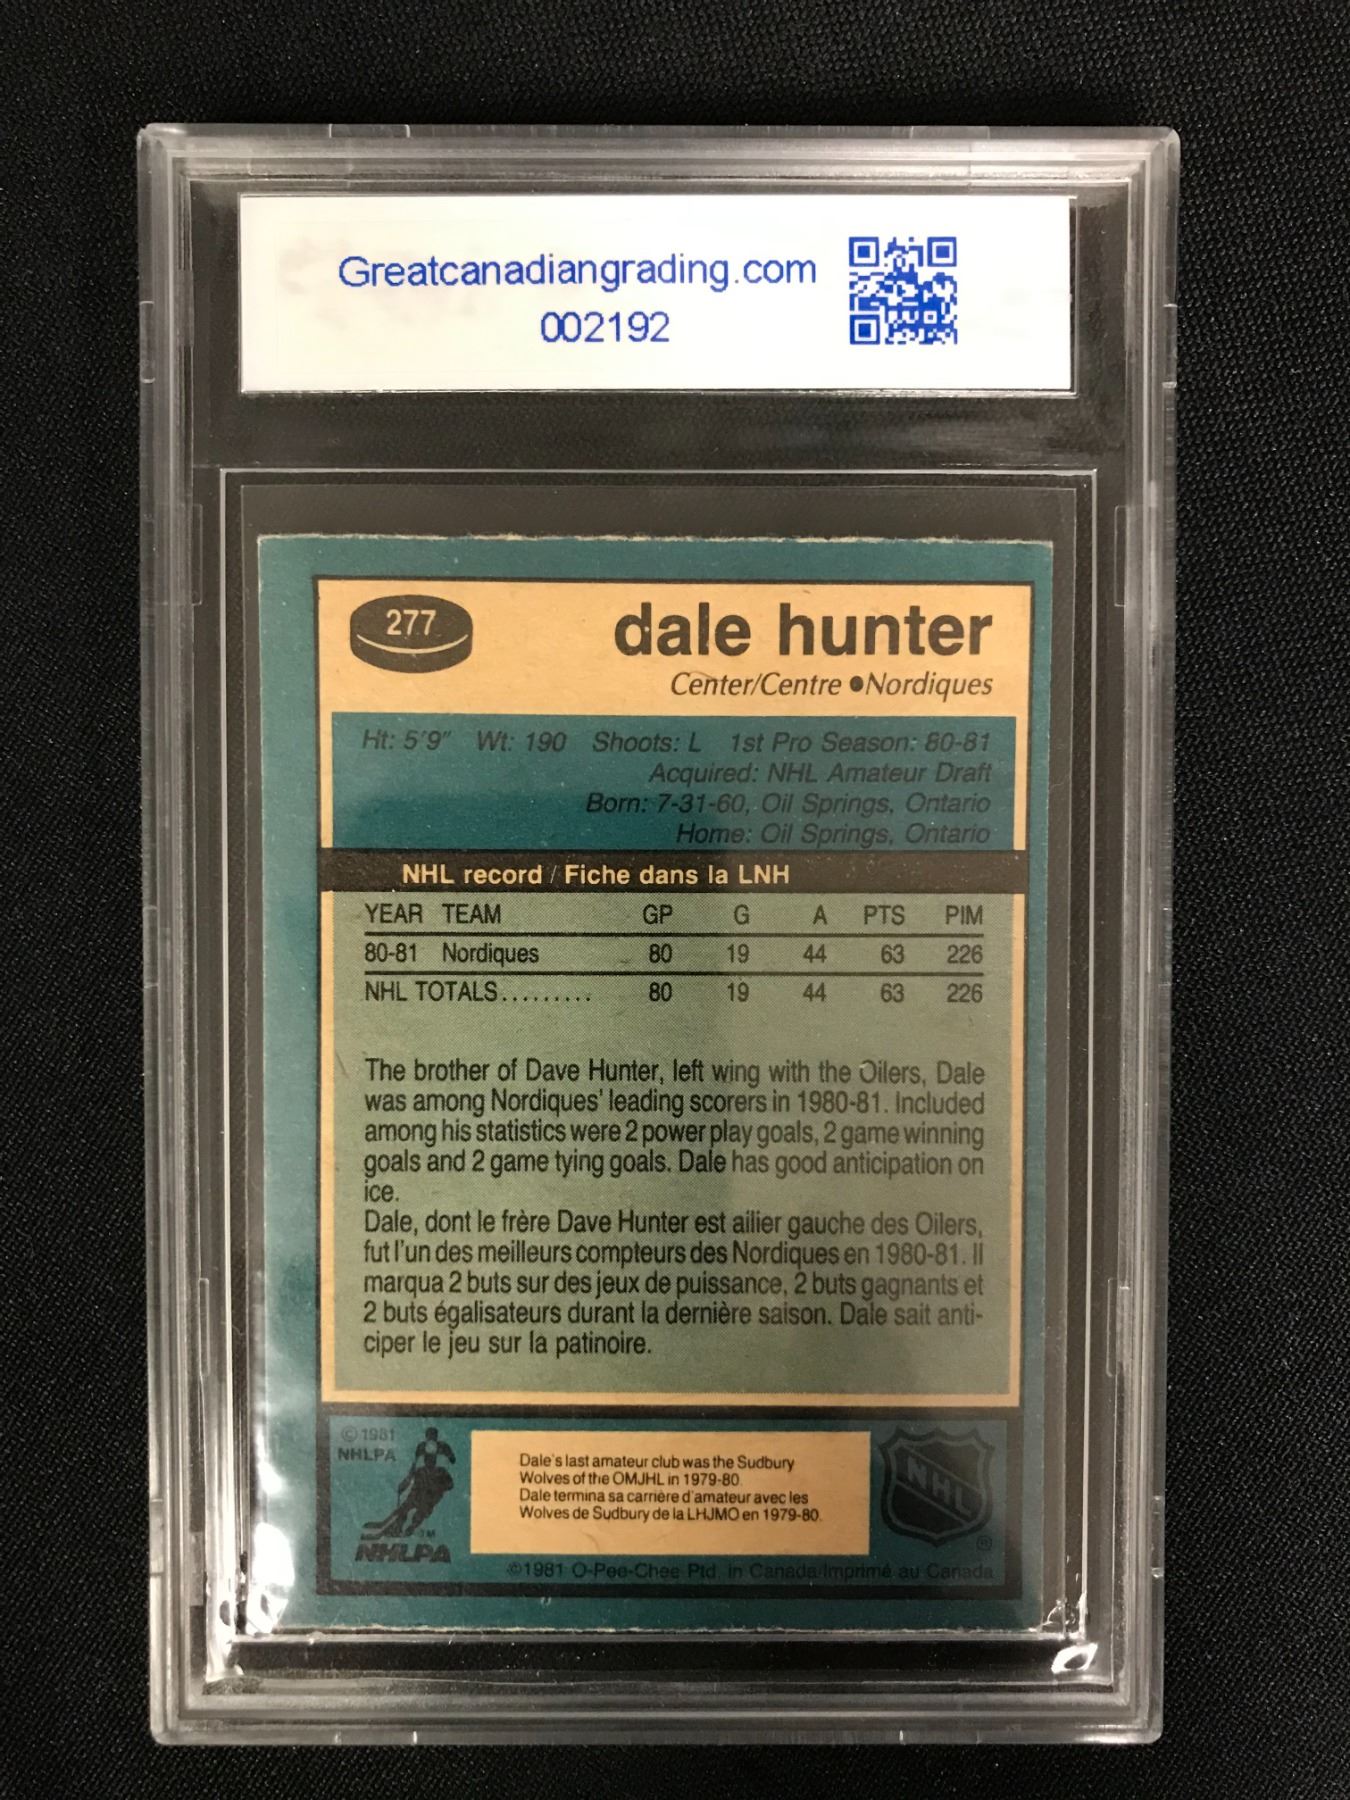 Greatcanadiangrading.com
002192
277
dale hunter
Center/Centre ●Nordiques
Ht: 5'9" Wt: 190 Shoots: L 1st Pro Season: 80-81
Acquired: NHL Amateur Draft
Born: 7-31-60, Oil Springs, Ontario
Home: Oil Springs, Ontario
NHL record / Fiche dans la LNH
YEAR TEAM GP G A PTS PIM
80-81 Nordiques 80 19 44 63 226
NHL TOTALS......... 80 19 44 63 226
The brother of Dave Hunter, left wing with the Oilers, Dale
was among Nordiques' leading scorers in 1980-81. Included
among his statistics were 2 power play goals, 2 game winning
goals and 2 game tying goals. Dale has good anticipation on
ice.
Dale, dont le frère Dave Hunter est ailier gauche des Oilers,
fut l'un des meilleurs compteurs des Nordiques en 1980-81. Il
marqua 2 buts sur des jeux de puissance, 2 buts gagnants et
2 buts égalisateurs durant la dernière saison. Dale sait anti-
ciper le jeu sur la patinoire.
© 1981
NHLPA
TM
NHLPA
Dale's last amateur club was the Sudbury
Wolves of the OMJHL in 1979-80.
Dale termina sa carrière d'amateur avec les
Wolves de Sudbury de la LHJMO en 1979-80.
NHL
®
©1981 O-Pee-Chee Ptd. in Canada/Imprimé au Canada